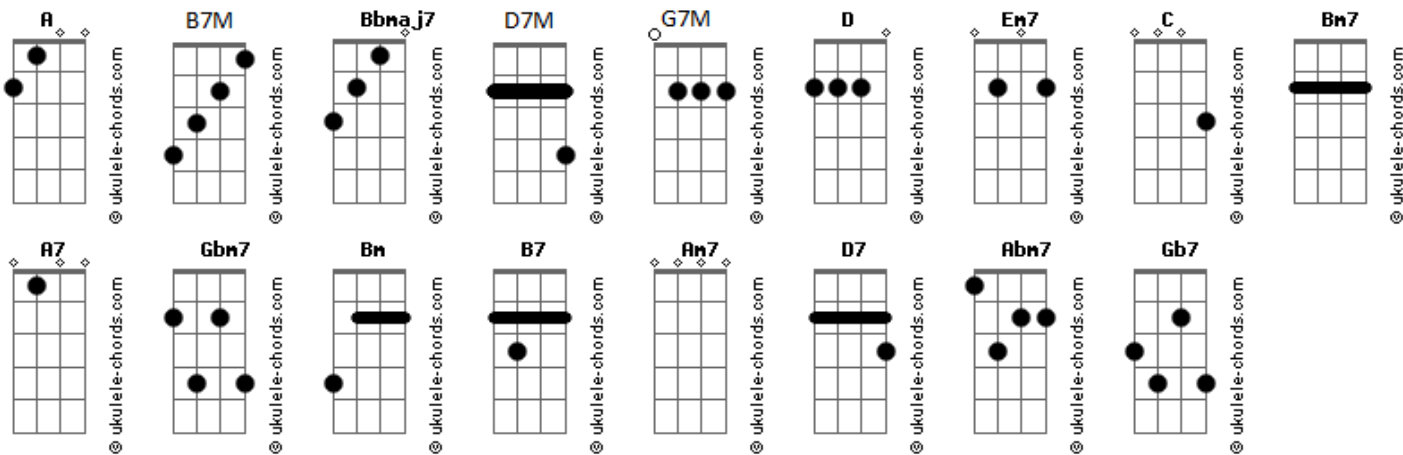 A B7M Bbmaj7 D7M G7M D Em7 C Bm7
© ukulele-chords.com © ukulele-chords.com © ukulele-chords.com © ukulele-chords.com © ukulele-chords.com © ukulele-chords.com © ukulele-chords.com © ukulele-chords.com © ukulele-chords.com
A7 Gbm7 Bm B7 Am7 D7 Abm7 Gb7
© ukulele-chords.com © ukulele-chords.com © ukulele-chords.com © ukulele-chords.com © ukulele-chords.com © ukulele-chords.com © ukulele-chords.com © ukulele-chords.com